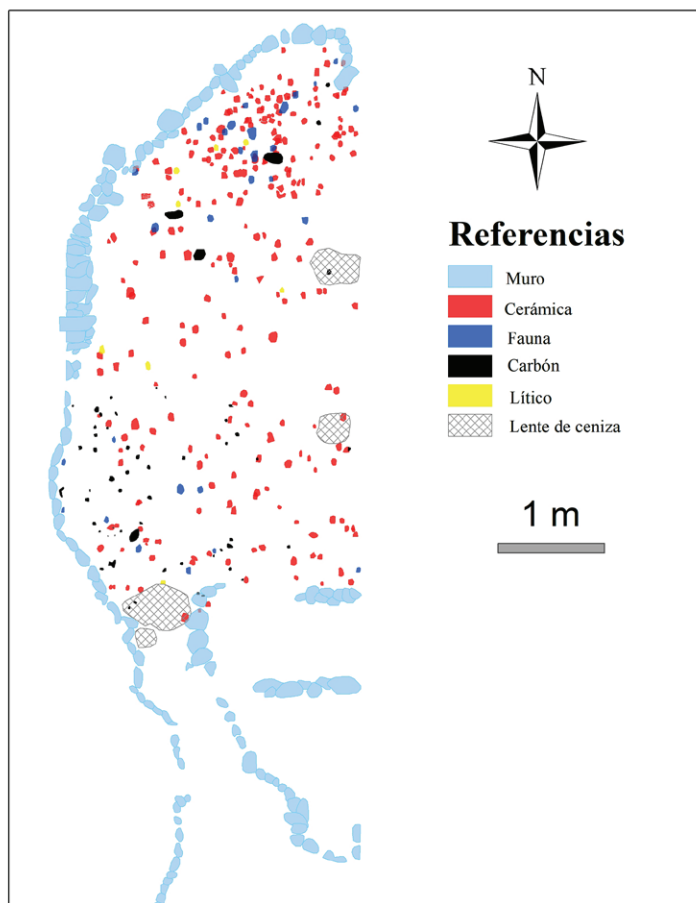 N
Referencias
Muro
Cerámica
Fauna
Carbón
Lítico
Lente de ceniza
1 m